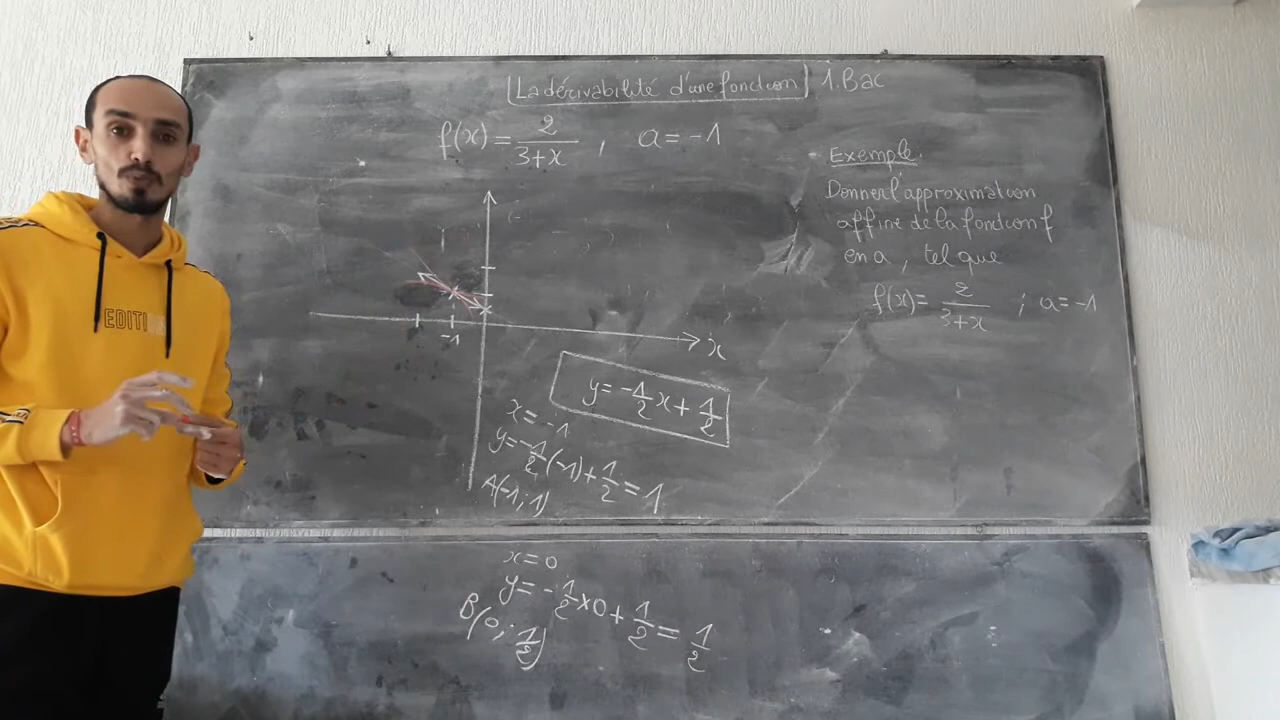 La dérivabilité d'une fonction 1.Bac
f(x) = 2/(3+x) , a = -1
Exemple.
Donner l'approximation
affine de la fonction f
en a, tel que
f(x) = 2/(3+x) ; a = -1
-1
x
y = -1/2 x + 1/2
x = -1
y = -1/2 (-1) + 1/2 = 1
A(-1; 1)
x = 0
y = -1/2 × 0 + 1/2 = 1/2
B(0; 1/2)
EDITI